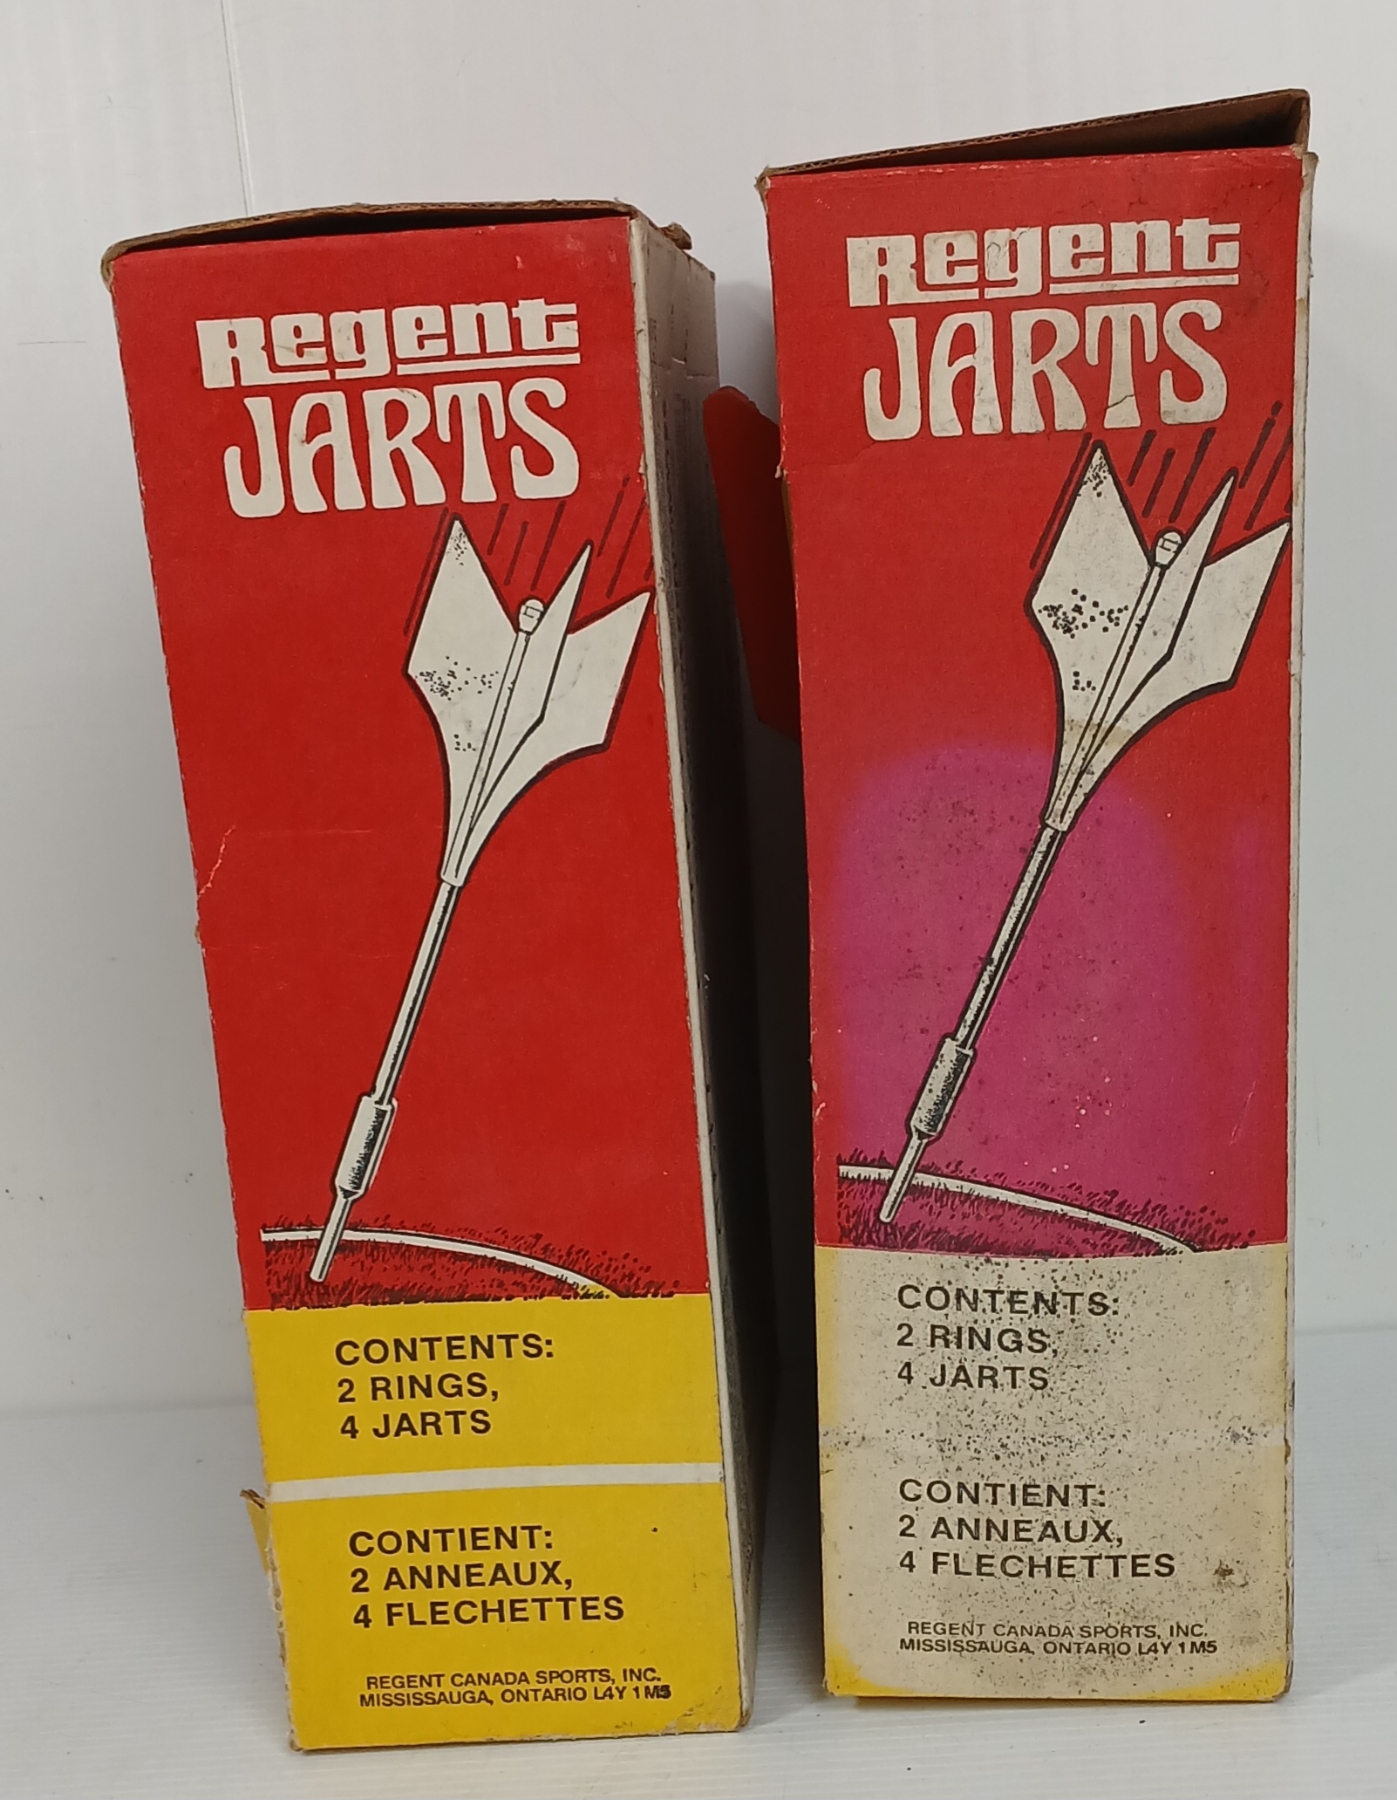 Regent
JARTS
CONTENTS:
2 RINGS,
4 JARTS
CONTIENT:
2 ANNEAUX,
4 FLECHETTES
REGENT CANADA SPORTS, INC.
MISSISSAUGA, ONTARIO L4Y 1M5
Regent
JARTS
CONTENTS:
2 RINGS,
4 JARTS
CONTIENT:
2 ANNEAUX,
4 FLECHETTES
REGENT CANADA SPORTS, INC.
MISSISSAUGA, ONTARIO L4Y 1M5